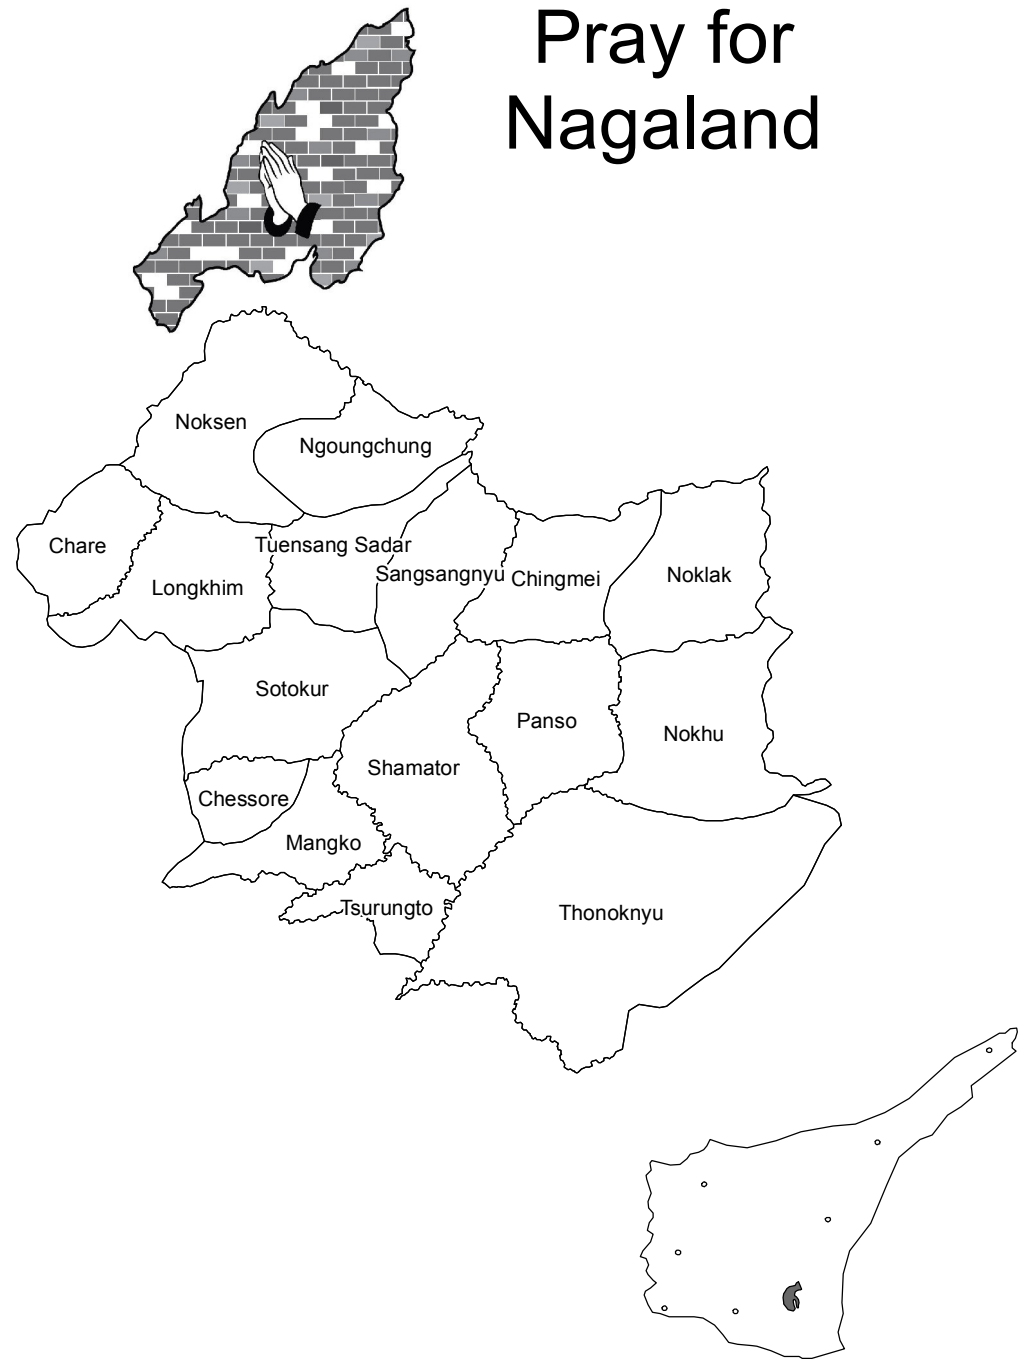 Pray for
Nagaland
Noksen
Ngoungchung
Chare
Tuensang Sadar
Longkhim
Sangsangnyu
Chingmei
Noklak
Sotokur
Panso
Nokhu
Shamator
Chessore
Mangko
Tsurungto
Thonoknyu